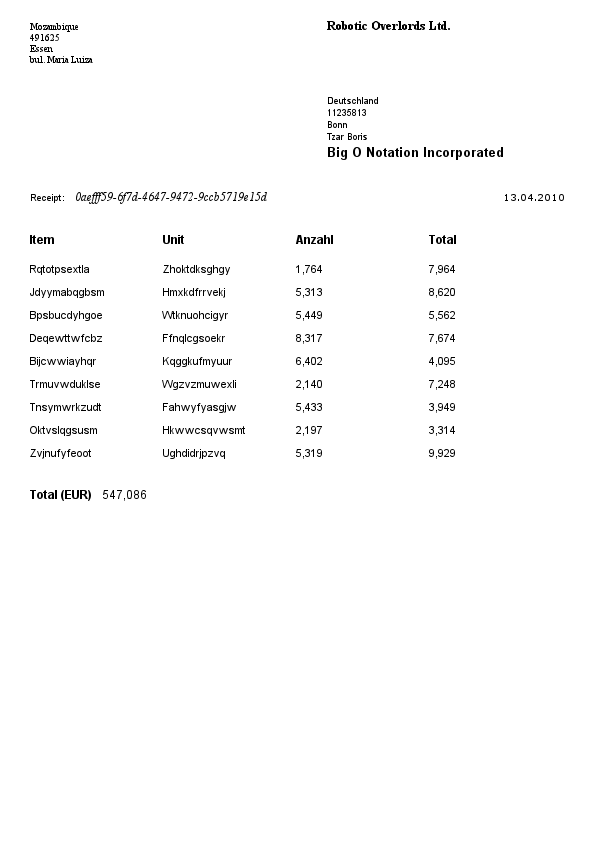 Mozambique
491625
Essen
bul. Maria Luiza
Robotic Overlords Ltd.
Deutschland
11235813
Bonn
Tzar Boris
Big O Notation Incorporated
Receipt: 0aefff59-6f7d-4647-9472-9ccb5719e15d 13.04.2010
Item Unit Anzahl Total
Rqtotpsextla Zhoktdksghgy 1,764 7,964
Jdyymabqgbsm Hmxkdfrrvekj 5,313 8,620
Bpsbucdyhgoe Wtknuohcigyr 5,449 5,562
Deqewttwfcbz Ffnqlcgsoekr 8,317 7,674
Bijcwwiayhqr Kqggkufmyuur 6,402 4,095
Trmuvwduklse Wgzvzmuwexli 2,140 7,248
Tnsymwrkzudt Fahwyfyasgjw 5,433 3,949
Oktvslqgsusm Hkwwcsqvwsmt 2,197 3,314
Zvjnufyfeoot Ughdidrjpzvq 5,319 9,929
Total (EUR) 547,086